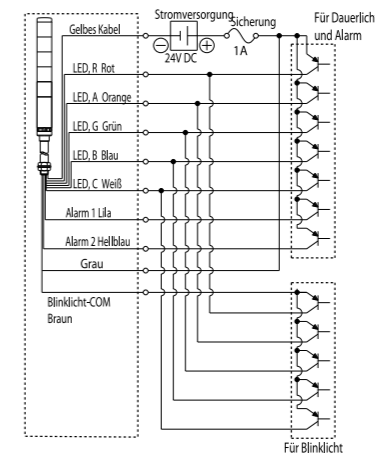 Stromversorgung
Sicherung
Für Dauerlich
und Alarm
Gelbes Kabel
24V DC
1A
LED, R Rot
LED, A Orange
LED, G Grün
LED, B Blau
LED, C Weiß
Alarm 1 Lila
Alarm 2 Hellblau
Grau
Blinklicht-COM
Braun
Für Blinklicht